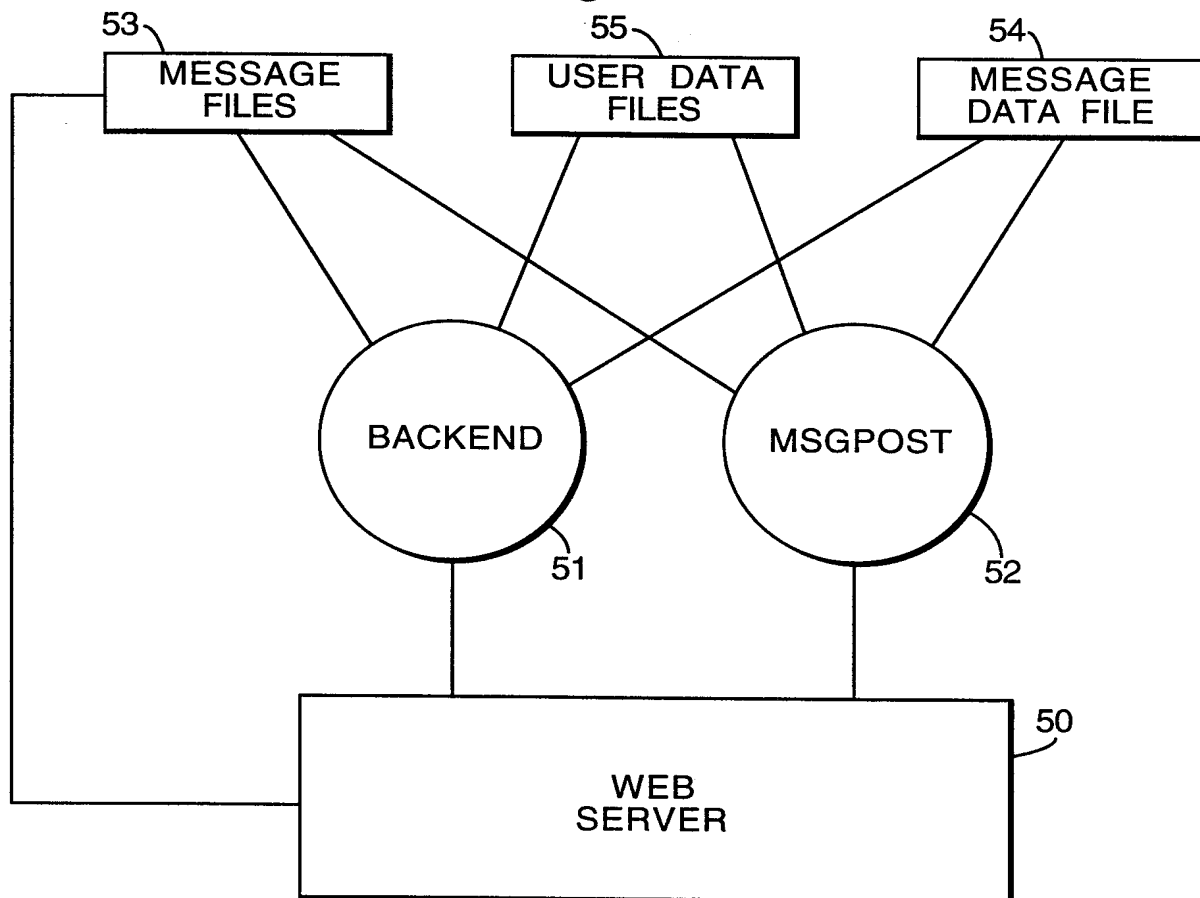 53
55
54
MESSAGE
FILES
USER DATA
FILES
MESSAGE
DATA FILE
BACKEND
MSGPOST
51
52
50
WEB
SERVER